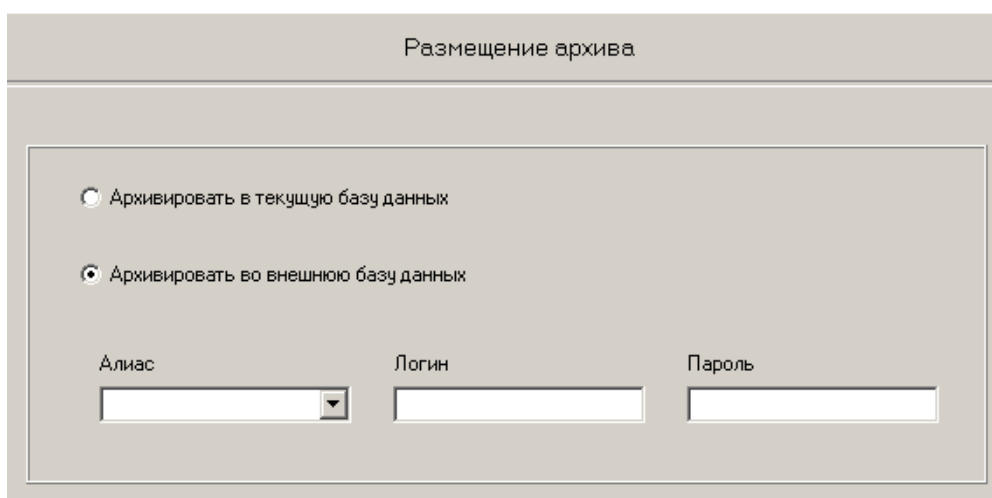 Размещение архива
Архивировать в текущую базу данных
Архивировать во внешнюю базу данных
Алиас Логин Пароль